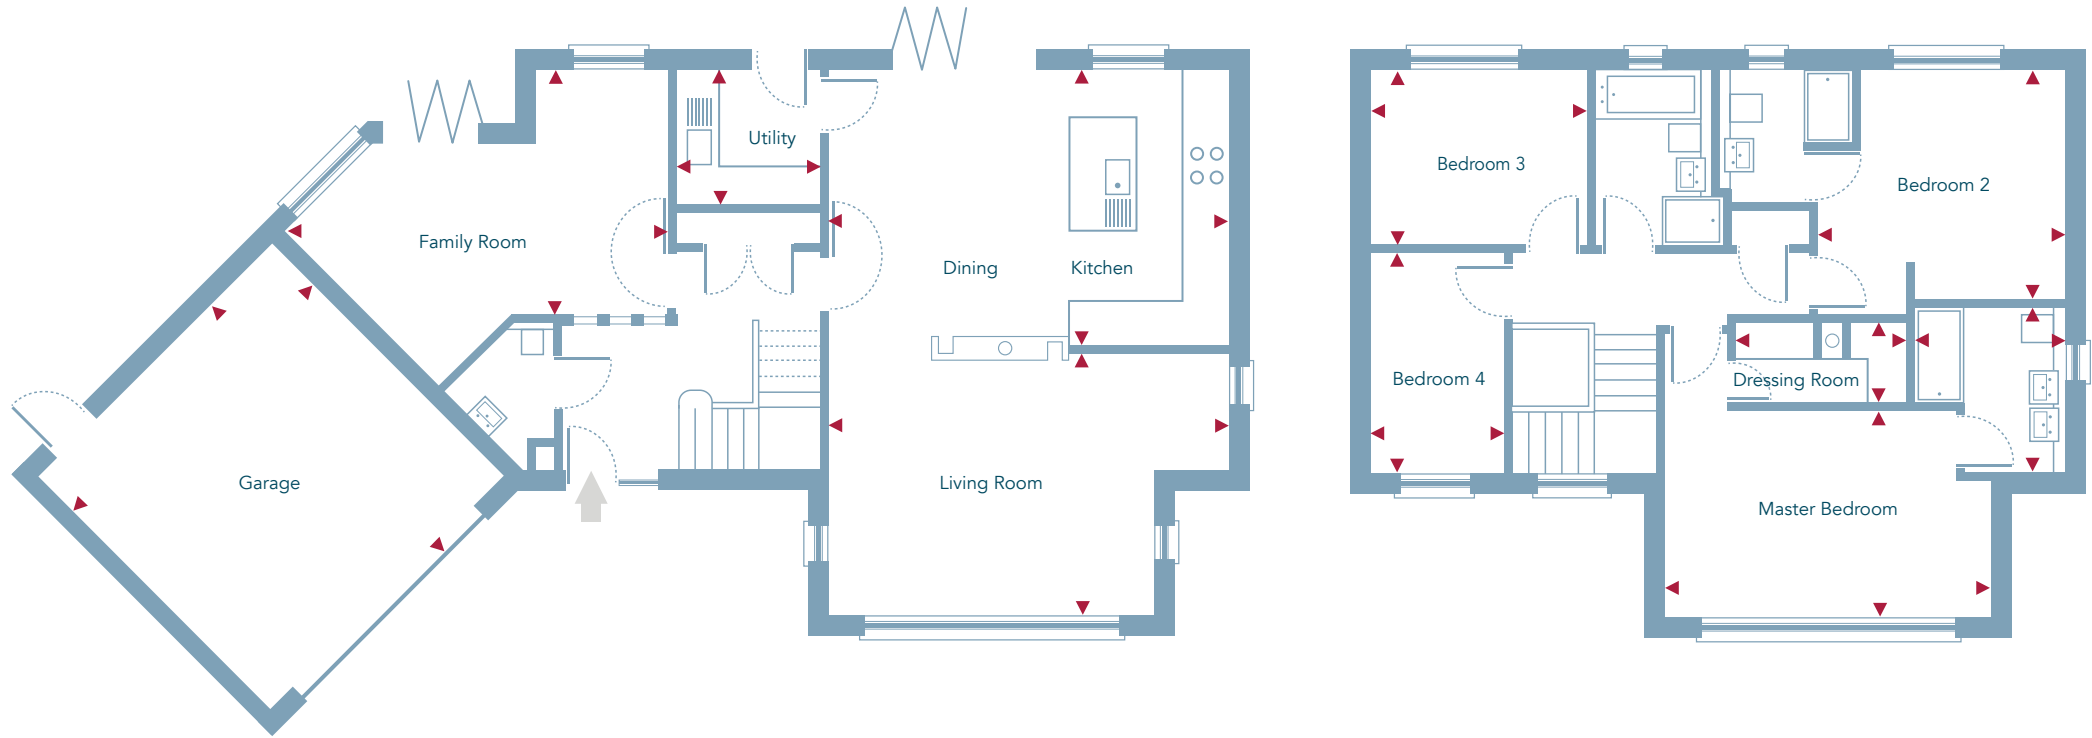 Utility
Family Room
Dining
Kitchen
Garage
Living Room
Bedroom 3
Bedroom 2
Bedroom 4
Dressing Room
Master Bedroom